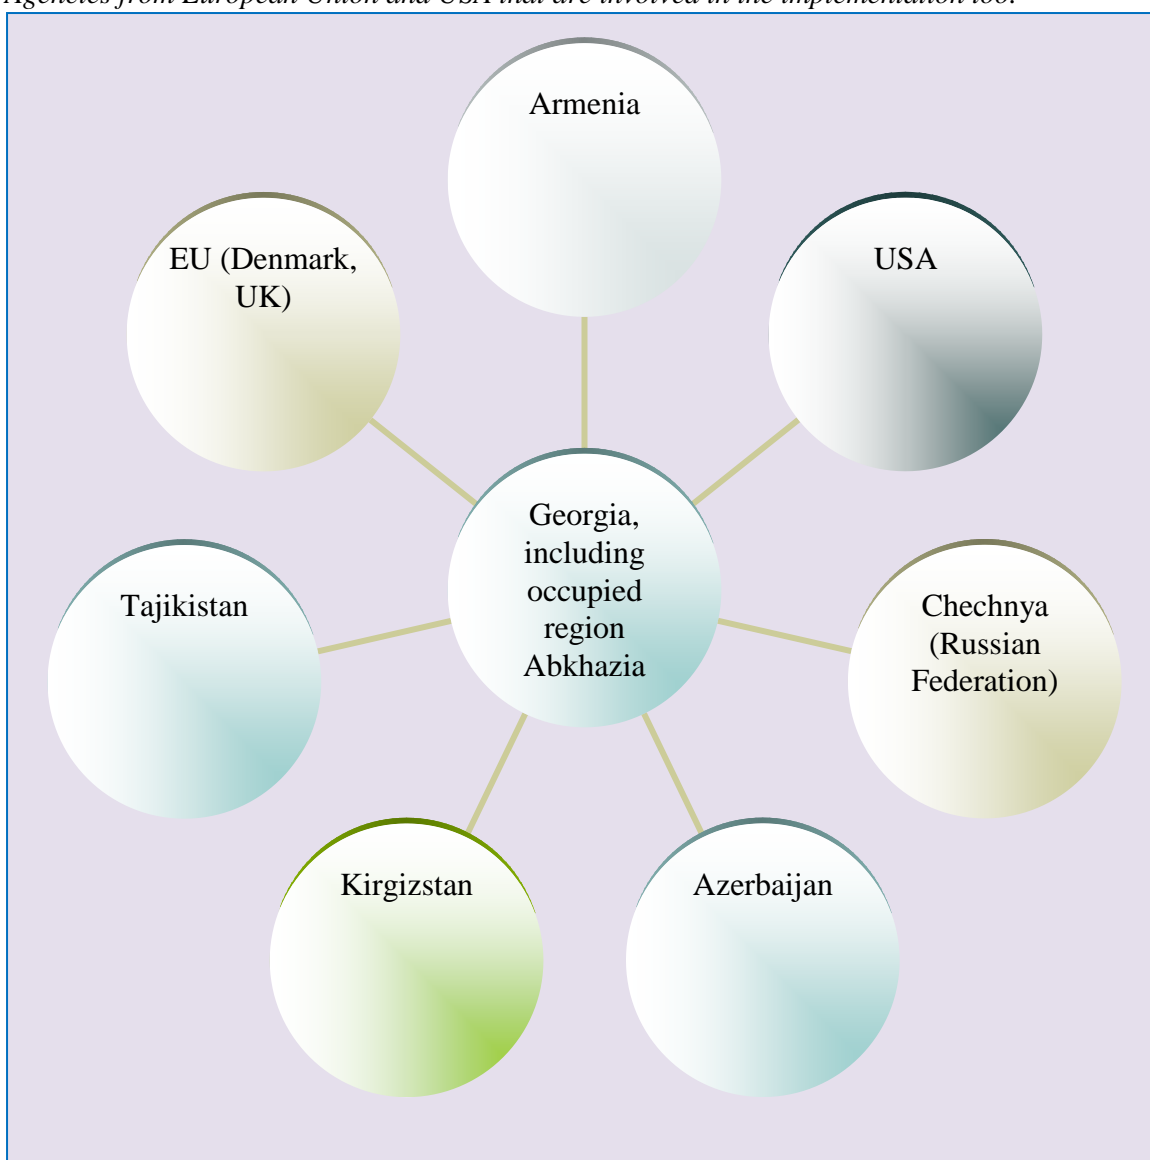 Agencies from European Union and USA that are involved in the implementation too.
Armenia
EU (Denmark,
UK)
USA
Georgia,
including
occupied
region
Abkhazia
Tajikistan
Chechnya
(Russian
Federation)
Kirgizstan
Azerbaijan